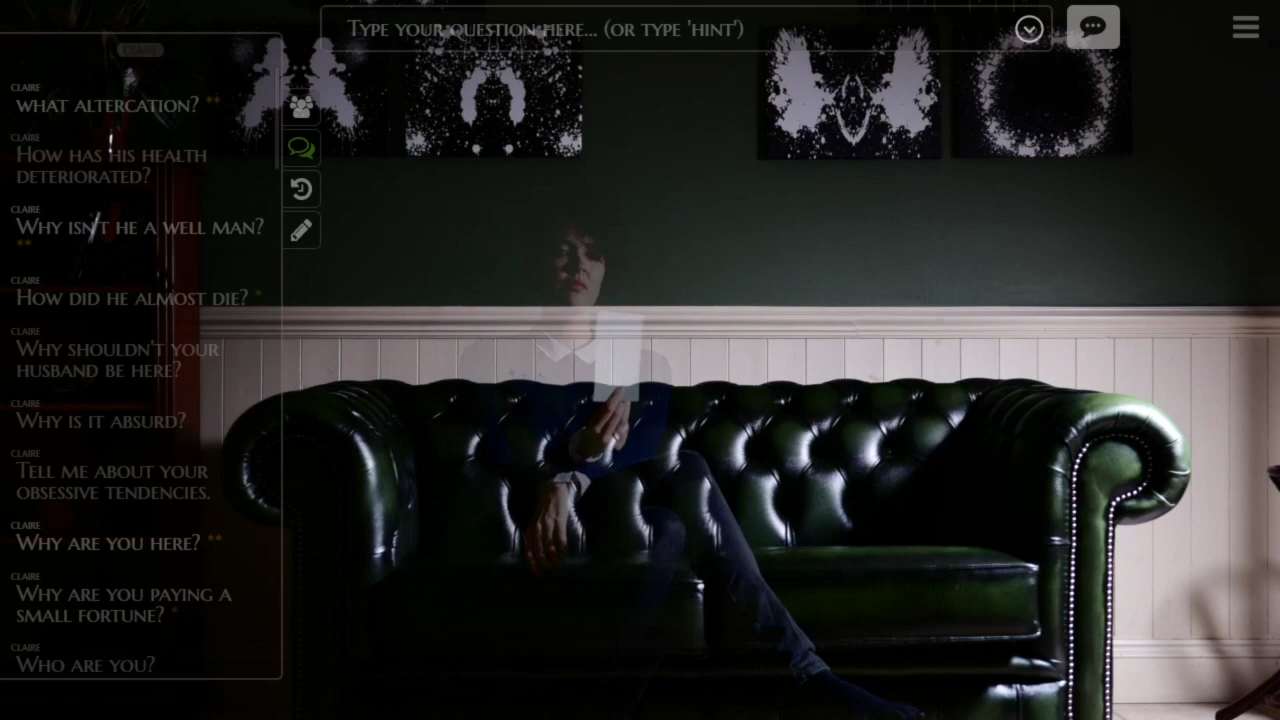 Type your question here... (or type 'hint')
CLAIRE
CLAIRE
what altercation? **
CLAIRE
How has his health
deteriorated?
CLAIRE
Why isn't he a well man?
**
CLAIRE
How did he almost die? *
CLAIRE
Why shouldn't your
husband be here?
CLAIRE
Why is it absurd?
CLAIRE
Tell me about your
obsessive tendencies.
CLAIRE
Why are you here? **
CLAIRE
Why are you paying a
small fortune? *
CLAIRE
Who are you?